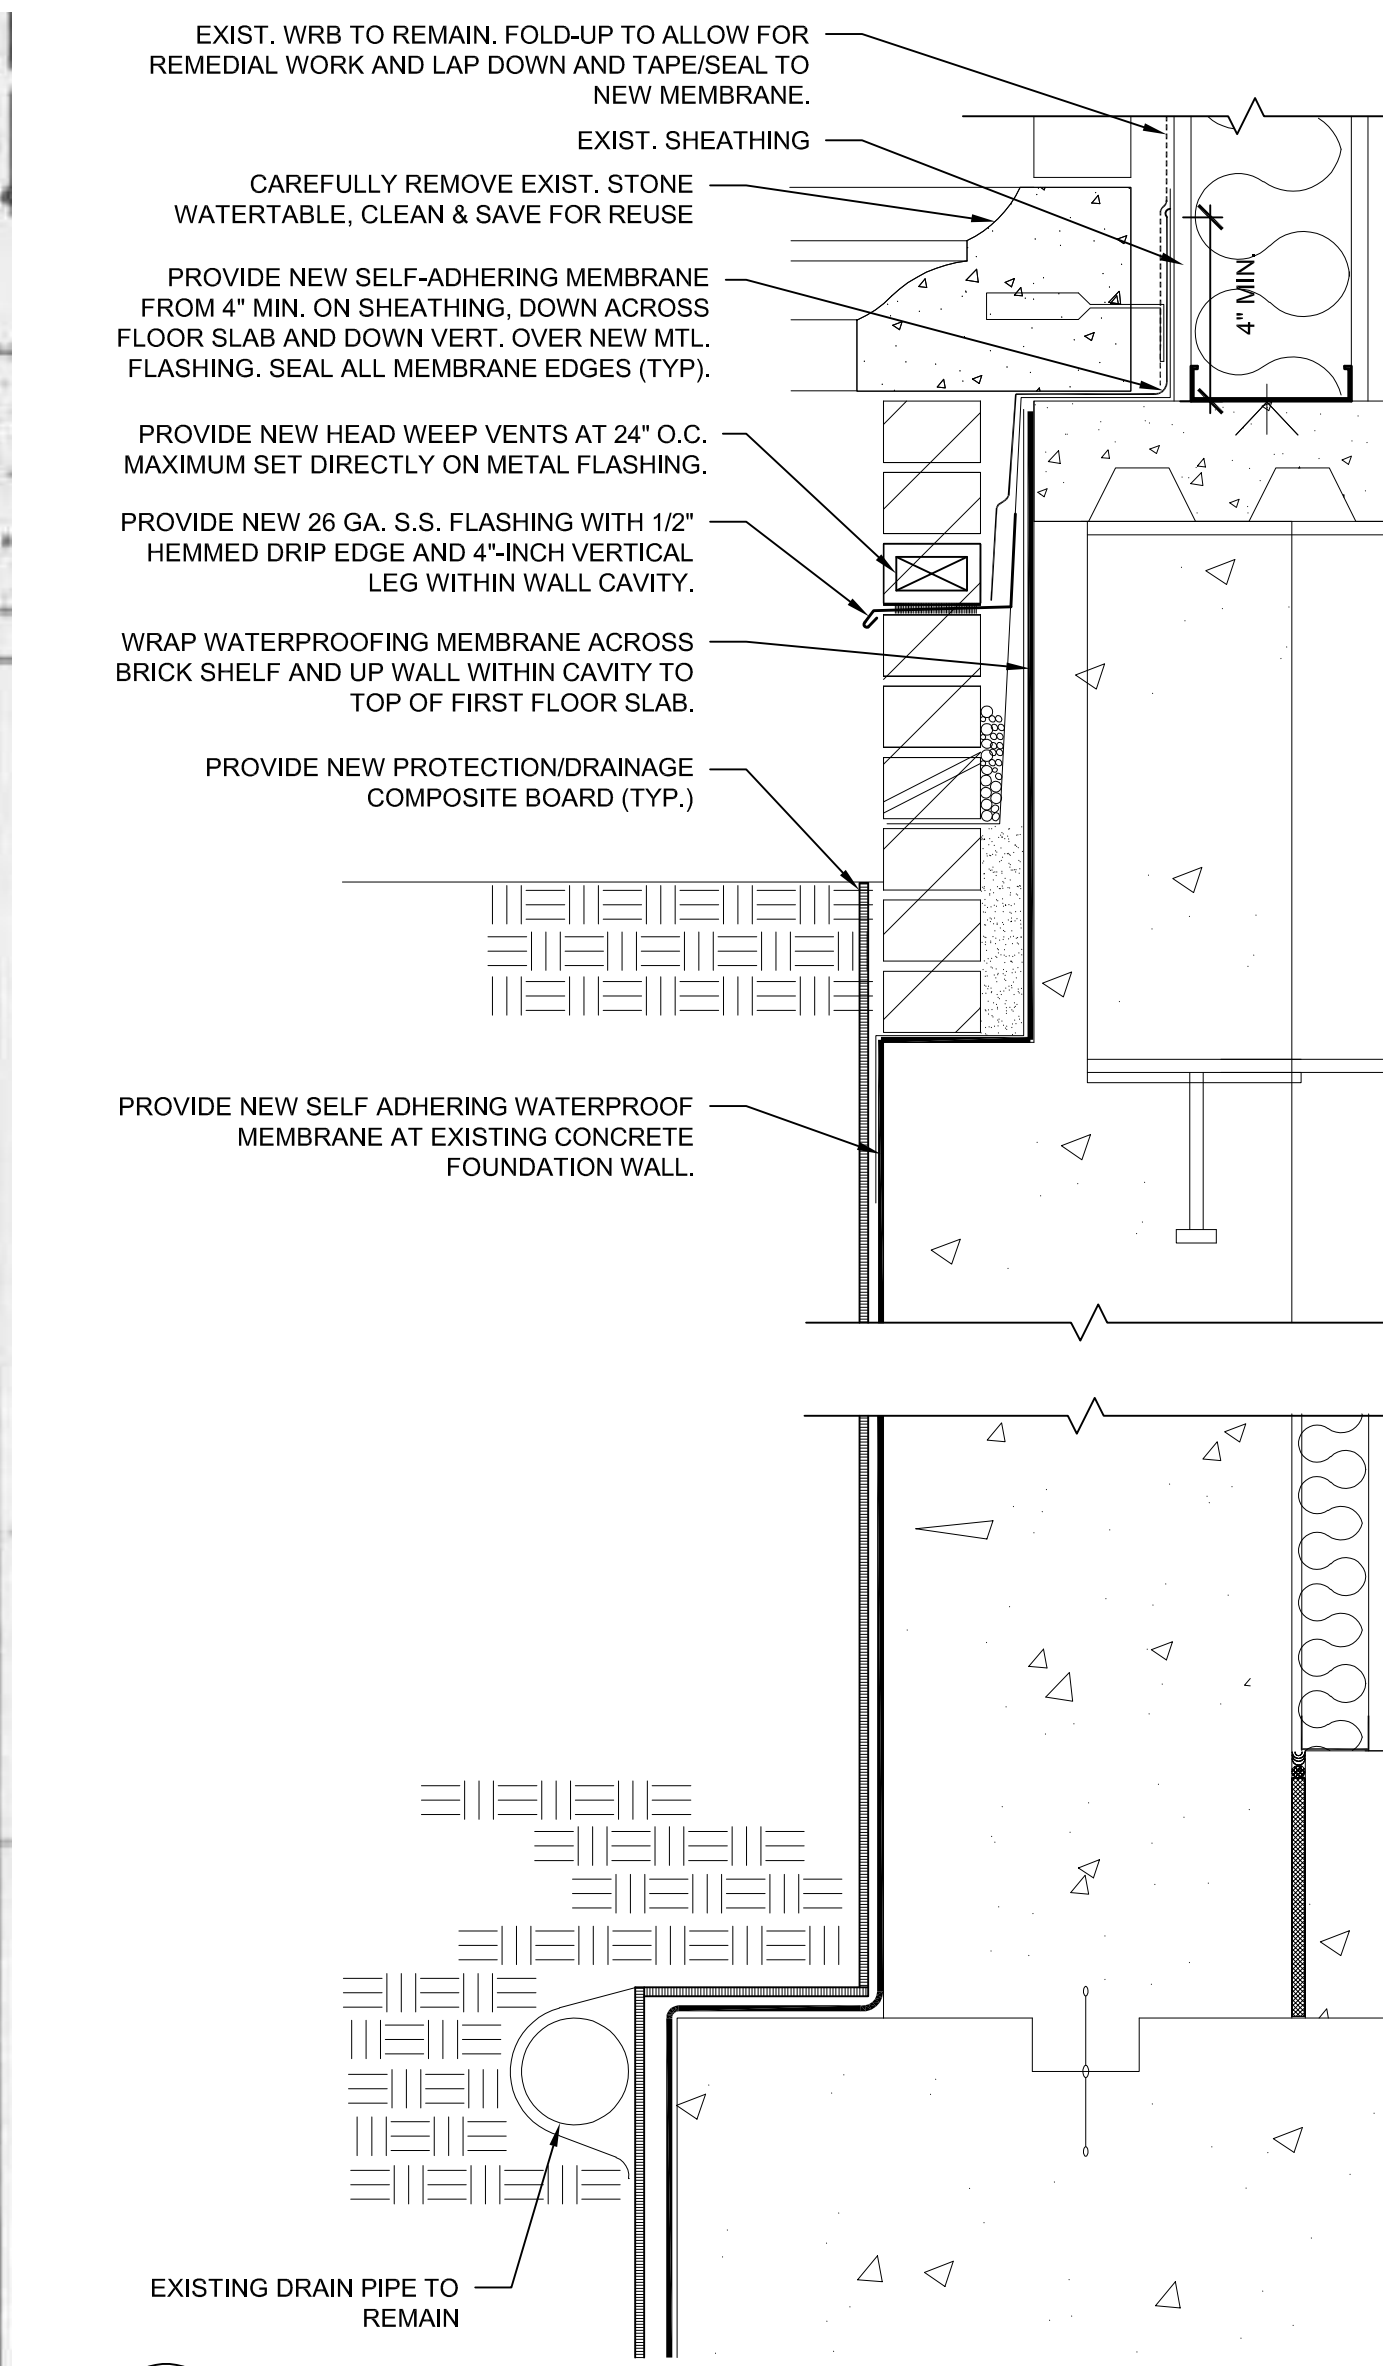 EXIST. WRB TO REMAIN. FOLD-UP TO ALLOW FOR
REMEDIAL WORK AND LAP DOWN AND TAPE/SEAL TO
NEW MEMBRANE.
EXIST. SHEATHING
CAREFULLY REMOVE EXIST. STONE
WATERTABLE, CLEAN & SAVE FOR REUSE
PROVIDE NEW SELF-ADHERING MEMBRANE
FROM 4" MIN. ON SHEATHING, DOWN ACROSS
FLOOR SLAB AND DOWN VERT. OVER NEW MTL.
FLASHING. SEAL ALL MEMBRANE EDGES (TYP).
4" MIN.
PROVIDE NEW HEAD WEEP VENTS AT 24" O.C.
MAXIMUM SET DIRECTLY ON METAL FLASHING.
PROVIDE NEW 26 GA. S.S. FLASHING WITH 1/2"
HEMMED DRIP EDGE AND 4"-INCH VERTICAL
LEG WITHIN WALL CAVITY.
WRAP WATERPROOFING MEMBRANE ACROSS
BRICK SHELF AND UP WALL WITHIN CAVITY TO
TOP OF FIRST FLOOR SLAB.
PROVIDE NEW PROTECTION/DRAINAGE
COMPOSITE BOARD (TYP.)
PROVIDE NEW SELF ADHERING WATERPROOF
MEMBRANE AT EXISTING CONCRETE
FOUNDATION WALL.
EXISTING DRAIN PIPE TO
REMAIN